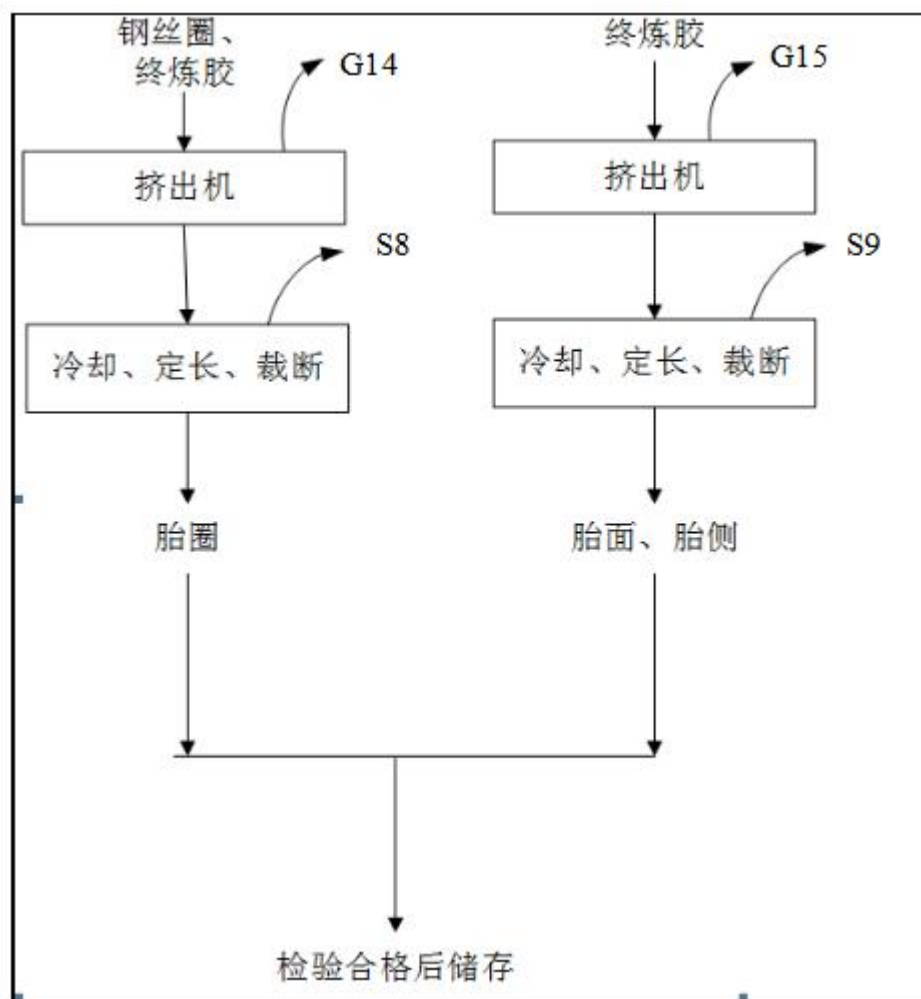 钢丝圈、
终炼胶
G14
挤出机
S8
冷却、定长、裁断
胎圈
终炼胶
G15
挤出机
S9
冷却、定长、裁断
胎面、胎侧
检验合格后储存